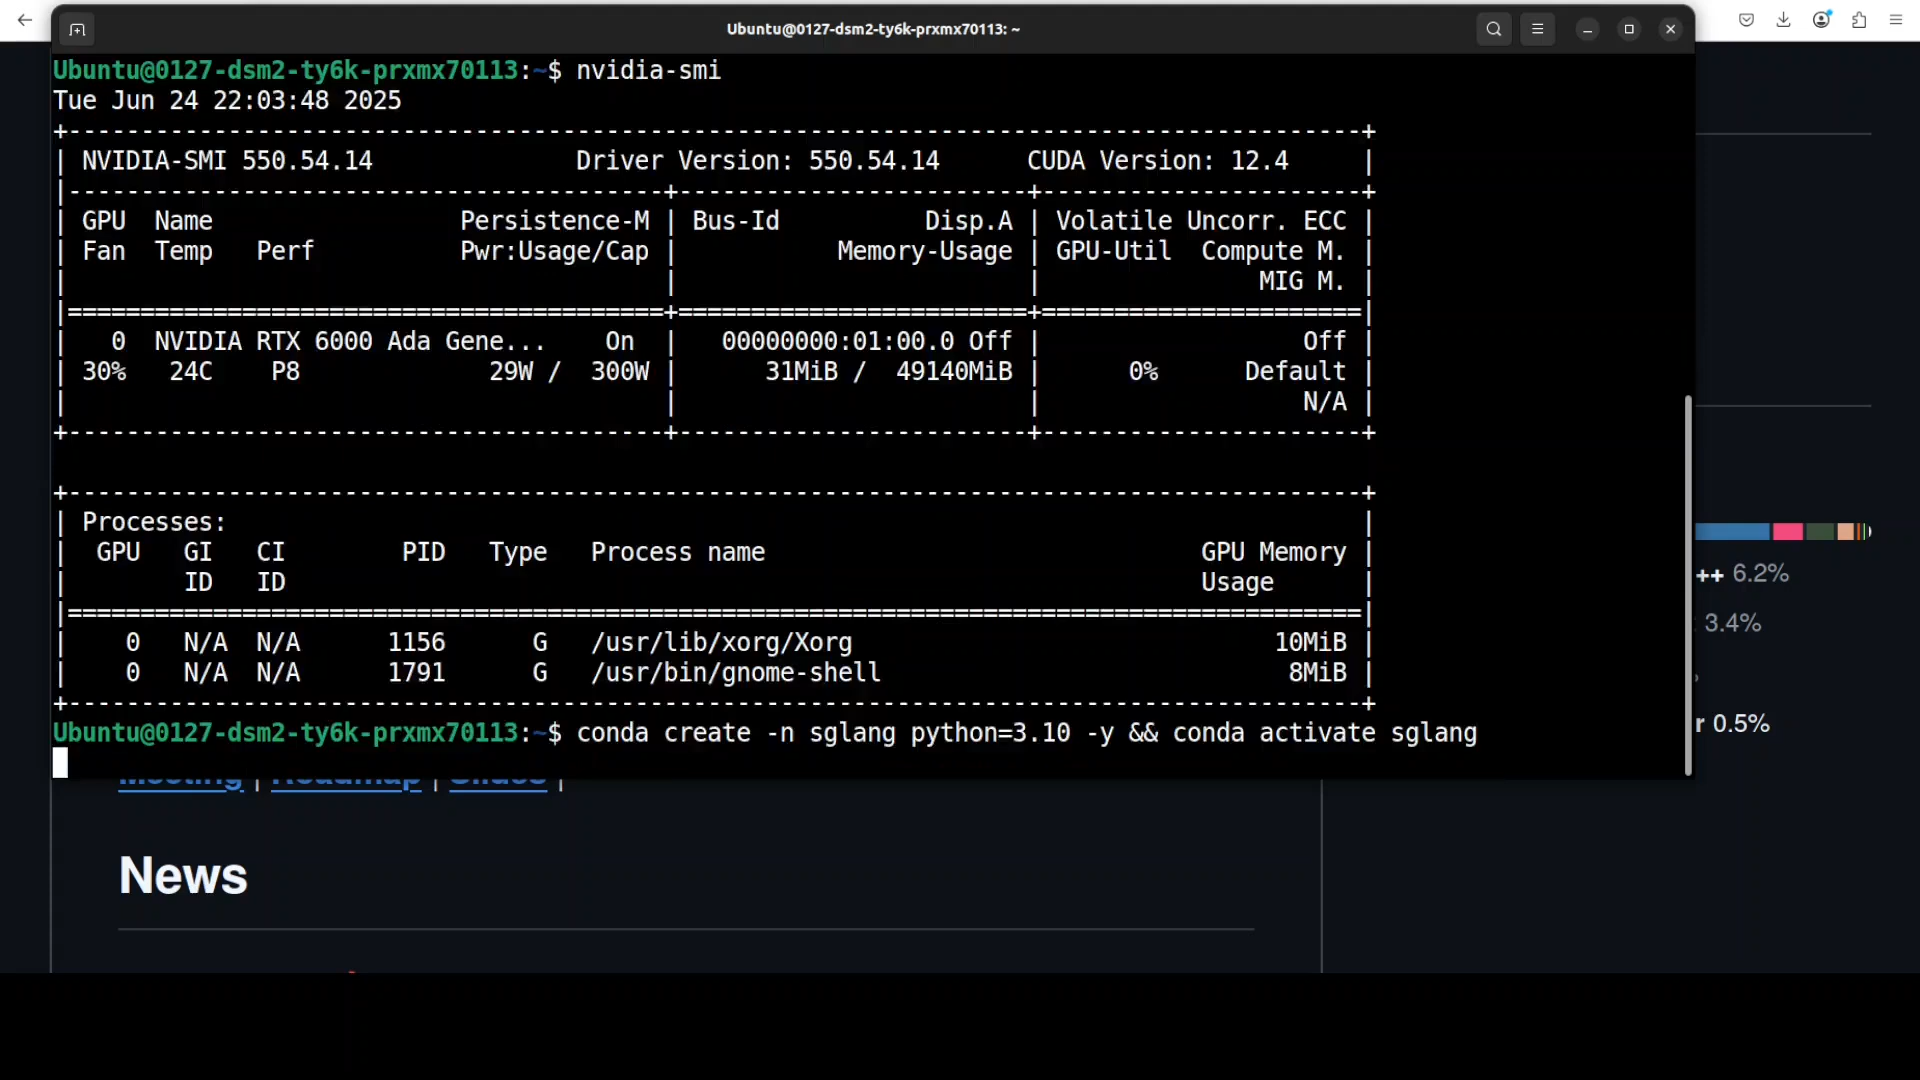 Ubuntu@0127-dsm2-ty6k-prxmx70113: ~
Ubuntu@0127-dsm2-ty6k-prxmx70113:~$ nvidia-smi
Tue Jun 24 22:03:48 2025
+-----------------------------------------------------------------------------------------+
| NVIDIA-SMI 550.54.14              Driver Version: 550.54.14      CUDA Version: 12.4     |
|-----------------------------------------+------------------------+----------------------+
| GPU  Name                 Persistence-M | Bus-Id          Disp.A | Volatile Uncorr. ECC |
| Fan  Temp   Perf          Pwr:Usage/Cap |           Memory-Usage | GPU-Util  Compute M. |
|                                         |                        |               MIG M. |
|=========================================+========================+======================|
|   0  NVIDIA RTX 6000 Ada Gene...    On  |   00000000:01:00.0 Off |                  Off |
| 30%   24C    P8             29W /  300W |      31MiB /  49140MiB |      0%      Default |
|                                         |                        |                  N/A |
+-----------------------------------------+------------------------+----------------------+
+-----------------------------------------------------------------------------------------+
| Processes:                                                                              |
|  GPU   GI   CI        PID   Type   Process name                              GPU Memory |
|        ID   ID                                                               Usage      |
|=========================================================================================|
|    0   N/A  N/A      1156      G   /usr/lib/xorg/Xorg                             10MiB |
|    0   N/A  N/A      1791      G   /usr/bin/gnome-shell                            8MiB |
+-----------------------------------------------------------------------------------------+
Ubuntu@0127-dsm2-ty6k-prxmx70113:~$ conda create -n sglang python=3.10 -y && conda activate sglang
++ 6.2%
3.4%
r 0.5%
Meeting | Roadmap | Slides |
News